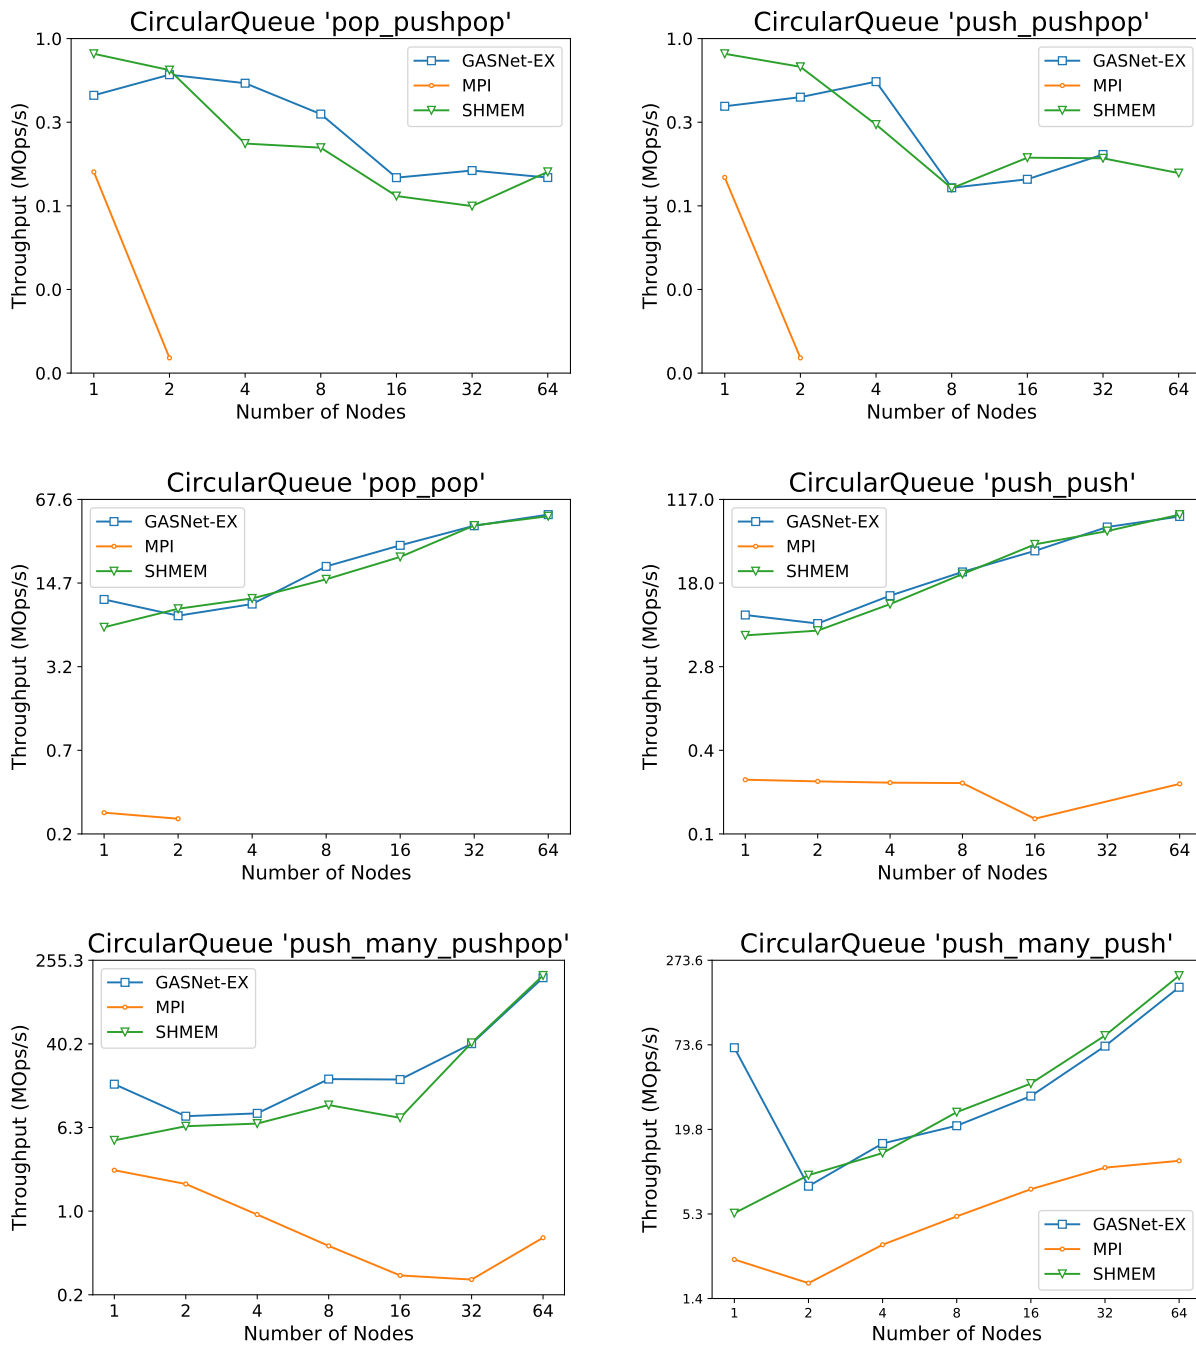 CircularQueue 'pop_pushpop'
1.0
0.3
0.1
0.0
0.0
Throughput (MOps/s)
GASNet-EX
MPI
SHMEM
1 2 4 8 16 32 64
Number of Nodes
CircularQueue 'push_pushpop'
1.0
0.3
0.1
0.0
0.0
Throughput (MOps/s)
GASNet-EX
MPI
SHMEM
1 2 4 8 16 32 64
Number of Nodes
CircularQueue 'pop_pop'
67.6
14.7
3.2
0.7
0.2
Throughput (MOps/s)
GASNet-EX
MPI
SHMEM
1 2 4 8 16 32 64
Number of Nodes
CircularQueue 'push_push'
117.0
18.0
2.8
0.4
0.1
Throughput (MOps/s)
GASNet-EX
MPI
SHMEM
1 2 4 8 16 32 64
Number of Nodes
CircularQueue 'push_many_pushpop'
255.3
40.2
6.3
1.0
0.2
Throughput (MOps/s)
GASNet-EX
MPI
SHMEM
1 2 4 8 16 32 64
Number of Nodes
CircularQueue 'push_many_push'
273.6
73.6
19.8
5.3
1.4
Throughput (MOps/s)
GASNet-EX
MPI
SHMEM
1 2 4 8 16 32 64
Number of Nodes